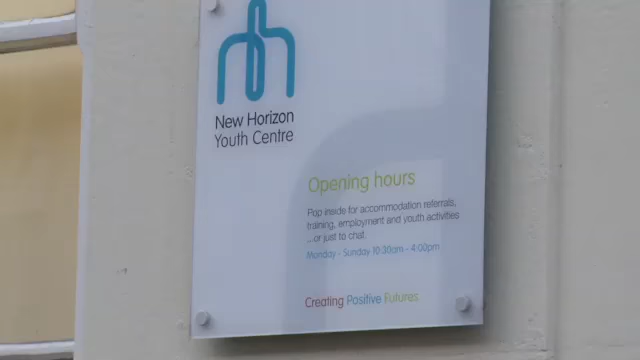 New Horizon
Youth Centre
Opening hours
Pop inside for accommodation referrals,
training, employment and youth activities
...or just to chat.
Monday - Sunday 10:30am - 4:00pm
Creating Positive Futures